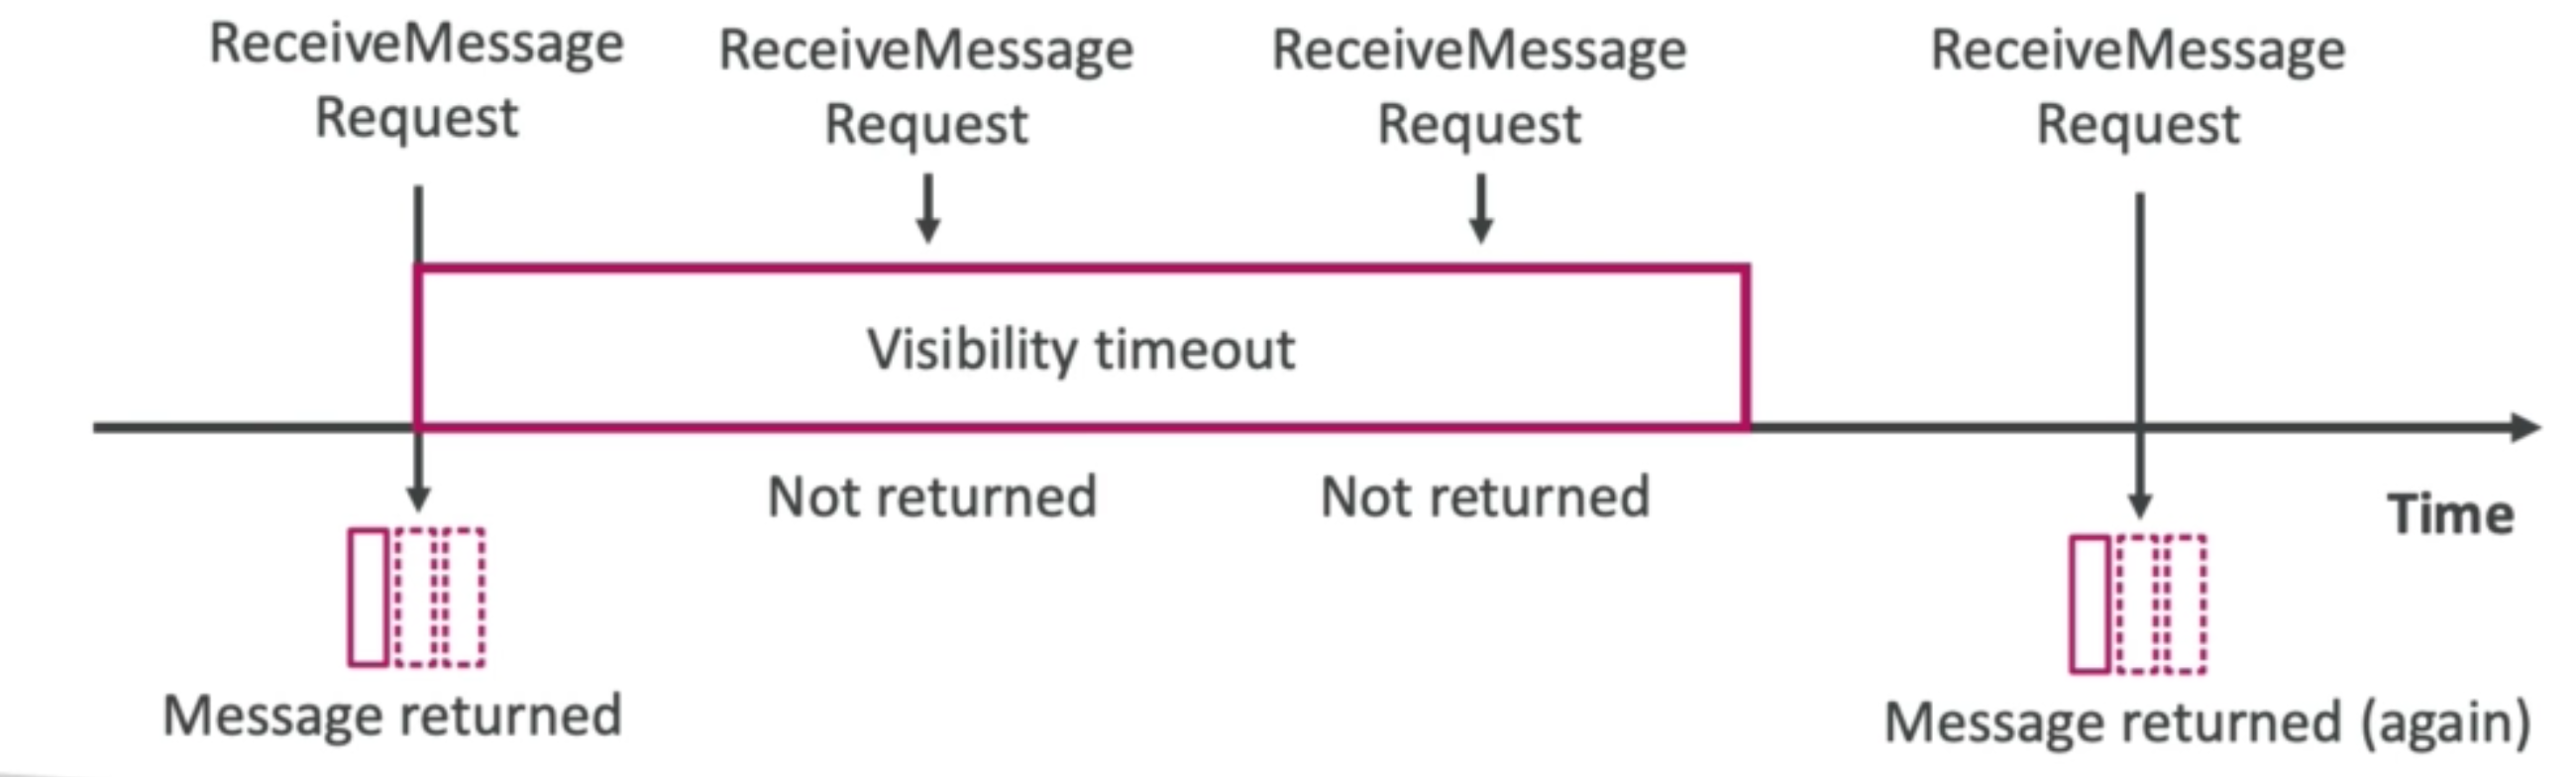 ReceiveMessage
Request
ReceiveMessage
Request
ReceiveMessage
Request
ReceiveMessage
Request
Visibility timeout
Not returned
Not returned
Time
Message returned
Message returned (again)